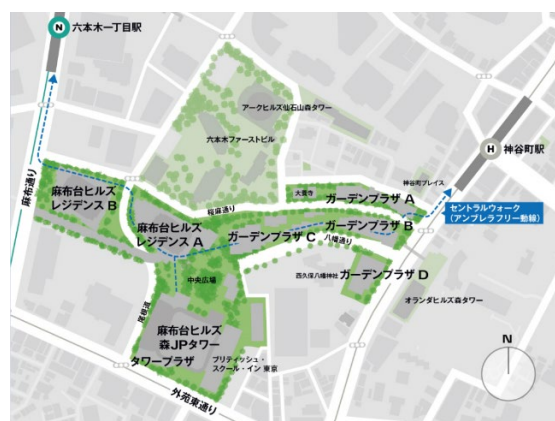 N
六本木一丁目駅
アークヒルズ仙石山森タワー
六本木ファーストビル
H
神谷町駅
麻布通り
麻布台ヒルズ
レジデンス B
麻布台ヒルズ
レジデンス A
桜麻通り
大養寺
神谷町プレイス
ガーデンプラザ A
セントラルウォーク
(アンブレラフリー動線)
ガーデンプラザ B
ガーデンプラザ C
八幡通り
中央広場
西久保八幡神社
ガーデンプラザ D
オランダヒルズ森タワー
尾根道
麻布台ヒルズ
森JPタワー
タワープラザ
ブリティッシュ・
スクール・イン 東京
外苑東通り
N